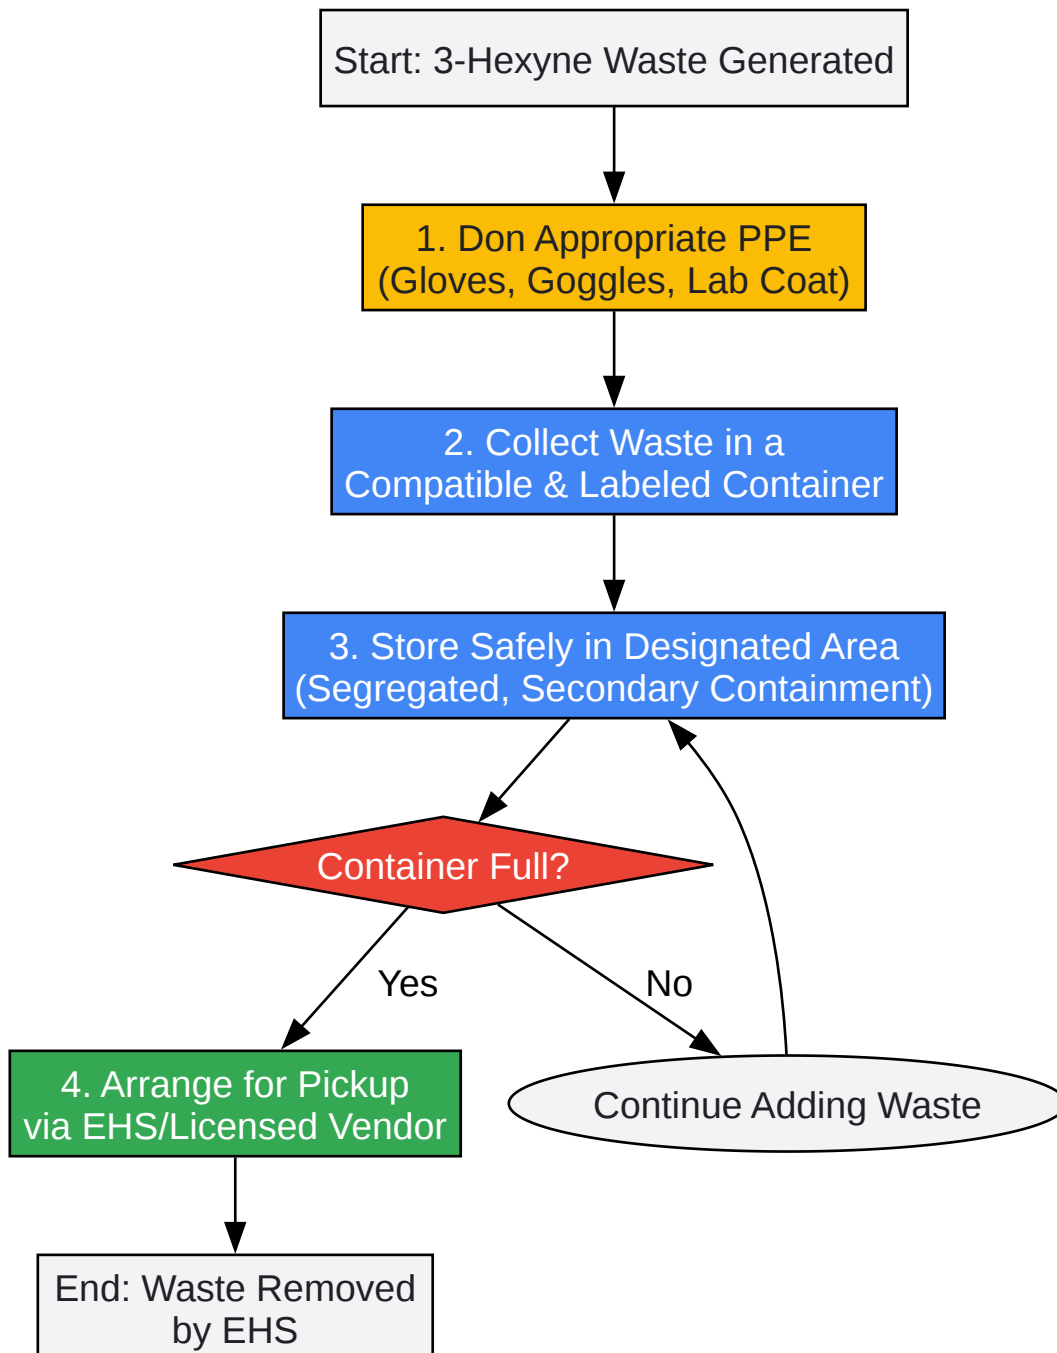 Start: 3-Hexyne Waste Generated
1. Don Appropriate PPE
(Gloves, Goggles, Lab Coat)
2. Collect Waste in a
Compatible & Labeled Container
3. Store Safely in Designated Area
(Segregated, Secondary Containment)
Container Full?
Yes
No
4. Arrange for Pickup
via EHS/Licensed Vendor
Continue Adding Waste
End: Waste Removed
by EHS